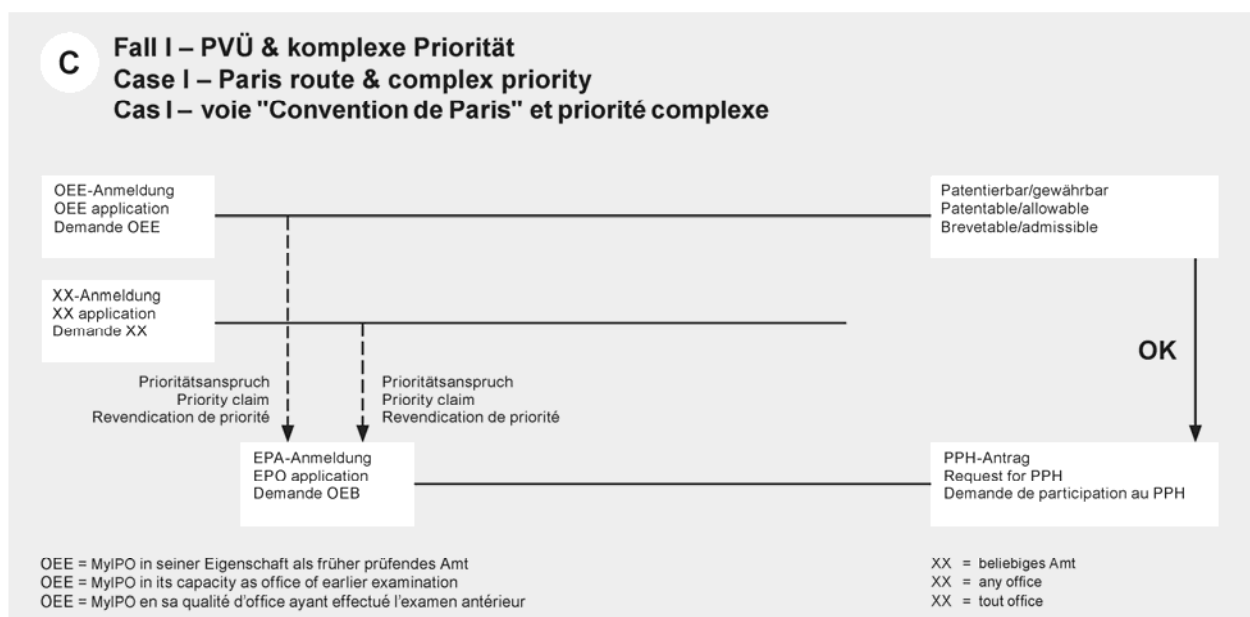 C
Fall I – PVÜ & komplexe Priorität
Case I – Paris route & complex priority
Cas I – voie "Convention de Paris" et priorité complexe
OEE-Anmeldung
OEE application
Demande OEE
Patentierbar/gewährbar
Patentable/allowable
Brevetable/admissible
XX-Anmeldung
XX application
Demande XX
OK
Prioritätsanspruch
Priority claim
Revendication de priorité
Prioritätsanspruch
Priority claim
Revendication de priorité
EPA-Anmeldung
EPO application
Demande OEB
PPH-Antrag
Request for PPH
Demande de participation au PPH
OEE = MyIPO in seiner Eigenschaft als früher prüfendes Amt
OEE = MyIPO in its capacity as office of earlier examination
OEE = MyIPO en sa qualité d'office ayant effectué l'examen antérieur
XX = beliebiges Amt
XX = any office
XX = tout office